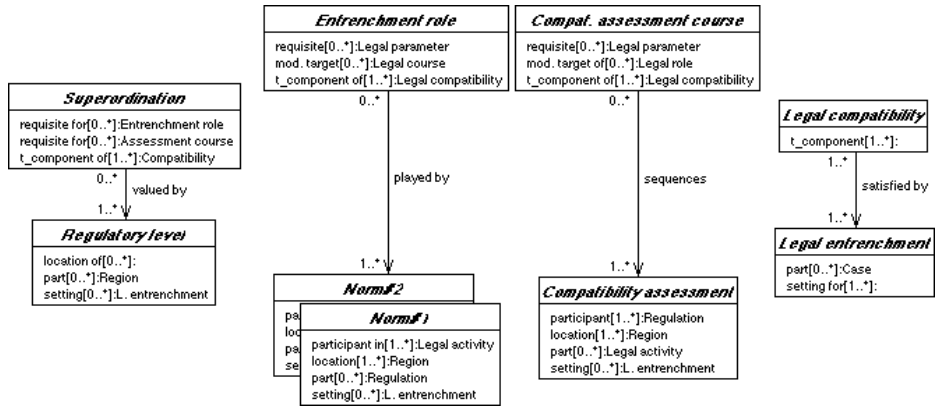 Entrenchment role
requisite[0..*]:Legal parameter
mod. target[0..*]:Legal course
t_component of[1..*]:Legal compatibility
0..*
played by
1..*
Compat. assessment course
requisite[0..*]:Legal parameter
mod. target of[0..*]:Legal role
t_component of[1..*]:Legal compatibility
0..*
sequences
1..*
Superordination
requisite for[0..*]:Entrenchment role
requisite for[0..*]:Assessment course
t_component of[1..*]:Compatibility
0..*
valued by
1..*
Regulatory level
location of[0..*]:
part[0..*]:Region
setting[0..*]:L. entrenchment
Legal compatibility
t_component[1..*]:
1..*
satisfied by
1..*
Legal entrenchment
part[0..*]:Case
setting for[1..*]:
Norm#2
pa
loc
pa
se
Norm#1
participant in[1..*]:Legal activity
location[1..*]:Region
part[0..*]:Regulation
setting[0..*]:L. entrenchment
Compatibility assessment
participant[1..*]:Regulation
location[1..*]:Region
part[0..*]:Legal activity
setting[0..*]:L. entrenchment